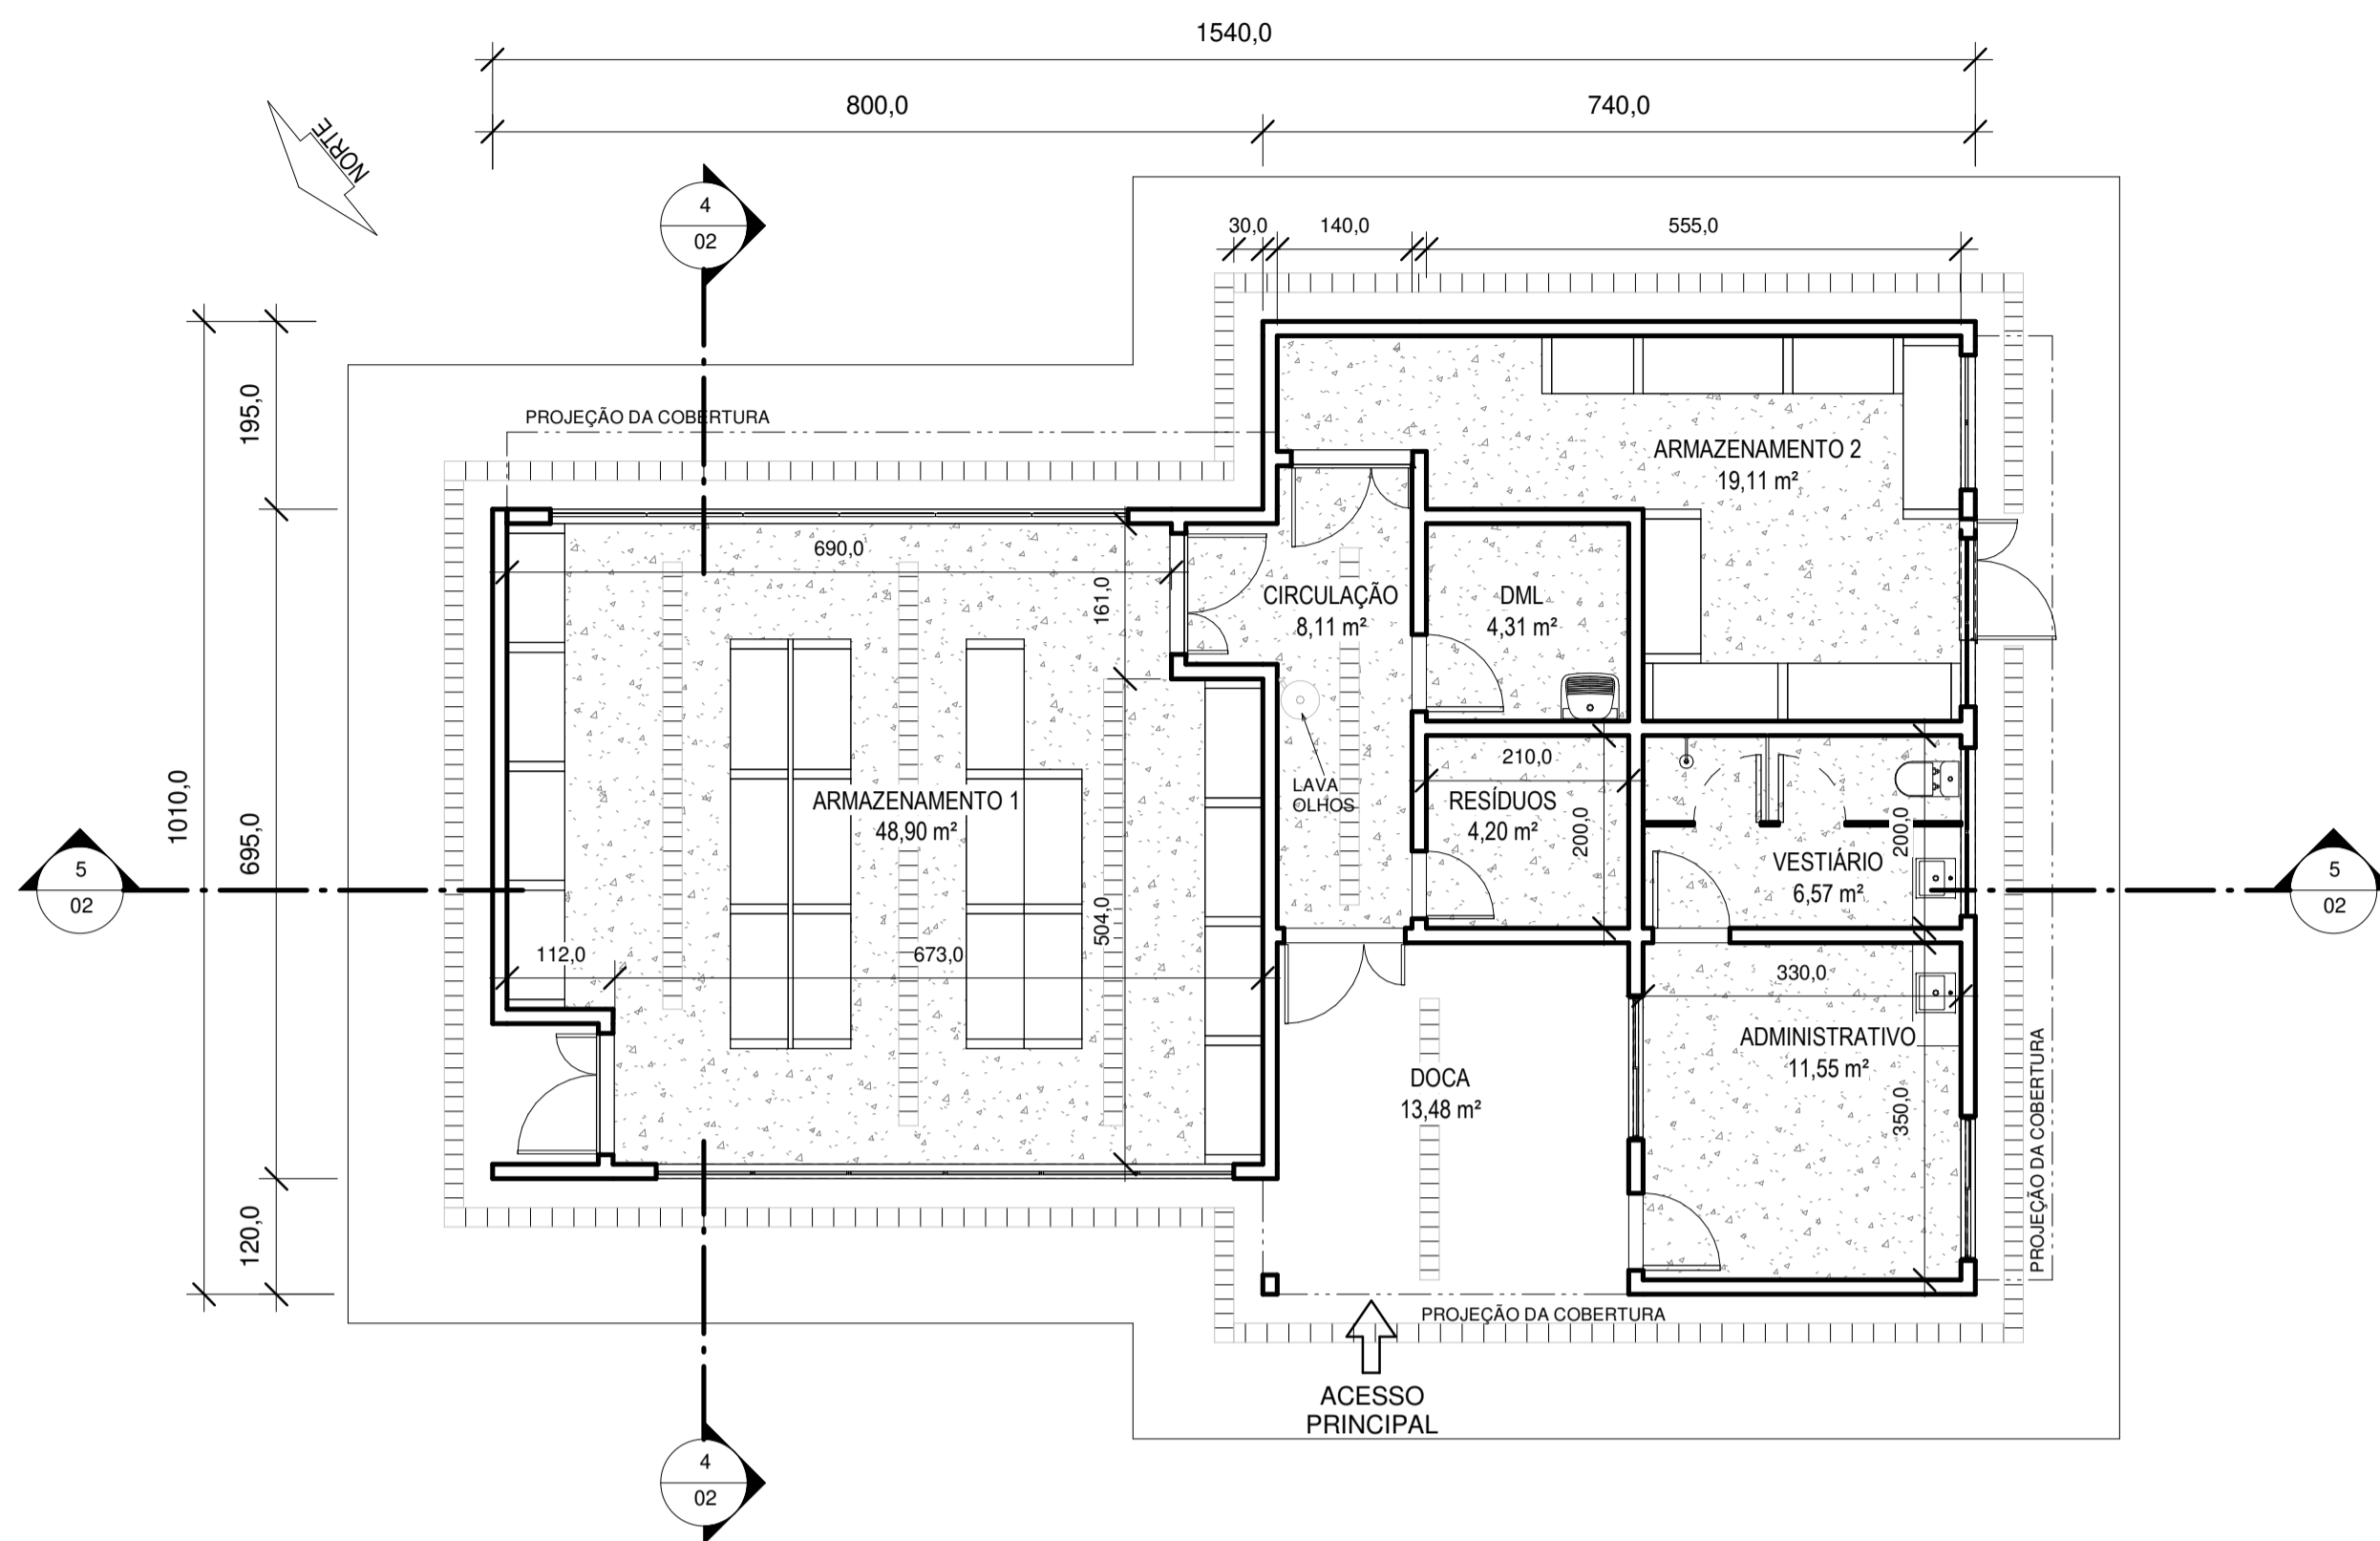 1540,0
800,0
740,0
NORTE
4
02
30,0
140,0
555,0
195,0
PROJEÇÃO DA COBERTURA
ARMAZENAMENTO 2
19,11 m²
690,0
161,0
CIRCULAÇÃO
8,11 m²
DML
4,31 m²
1010,0
695,0
ARMAZENAMENTO 1
48,90 m²
LAVA
OLHOS
210,0
RESÍDUOS
4,20 m²
200,0
200,0
VESTIÁRIO
6,57 m²
5
02
5
02
112,0
673,0
504,0
330,0
ADMINISTRATIVO
11,55 m²
350,0
DOCA
13,48 m²
PROJEÇÃO DA COBERTURA
120,0
PROJEÇÃO DA COBERTURA
ACESSO
PRINCIPAL
4
02